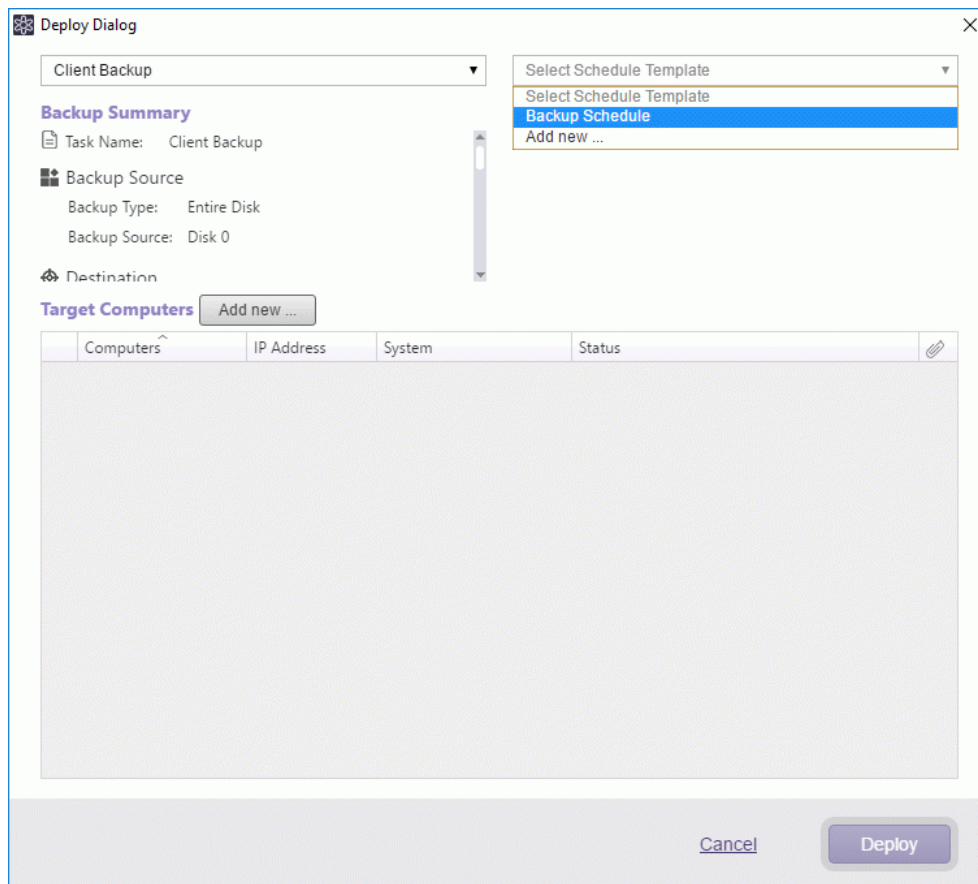 Deploy Dialog
Client Backup
Select Schedule Template
Select Schedule Template
Backup Schedule
Add new ...
Backup Summary
Task Name: Client Backup
Backup Source
Backup Type: Entire Disk
Backup Source: Disk 0
Destination
Target Computers Add new ...
Computers IP Address System Status
Cancel Deploy